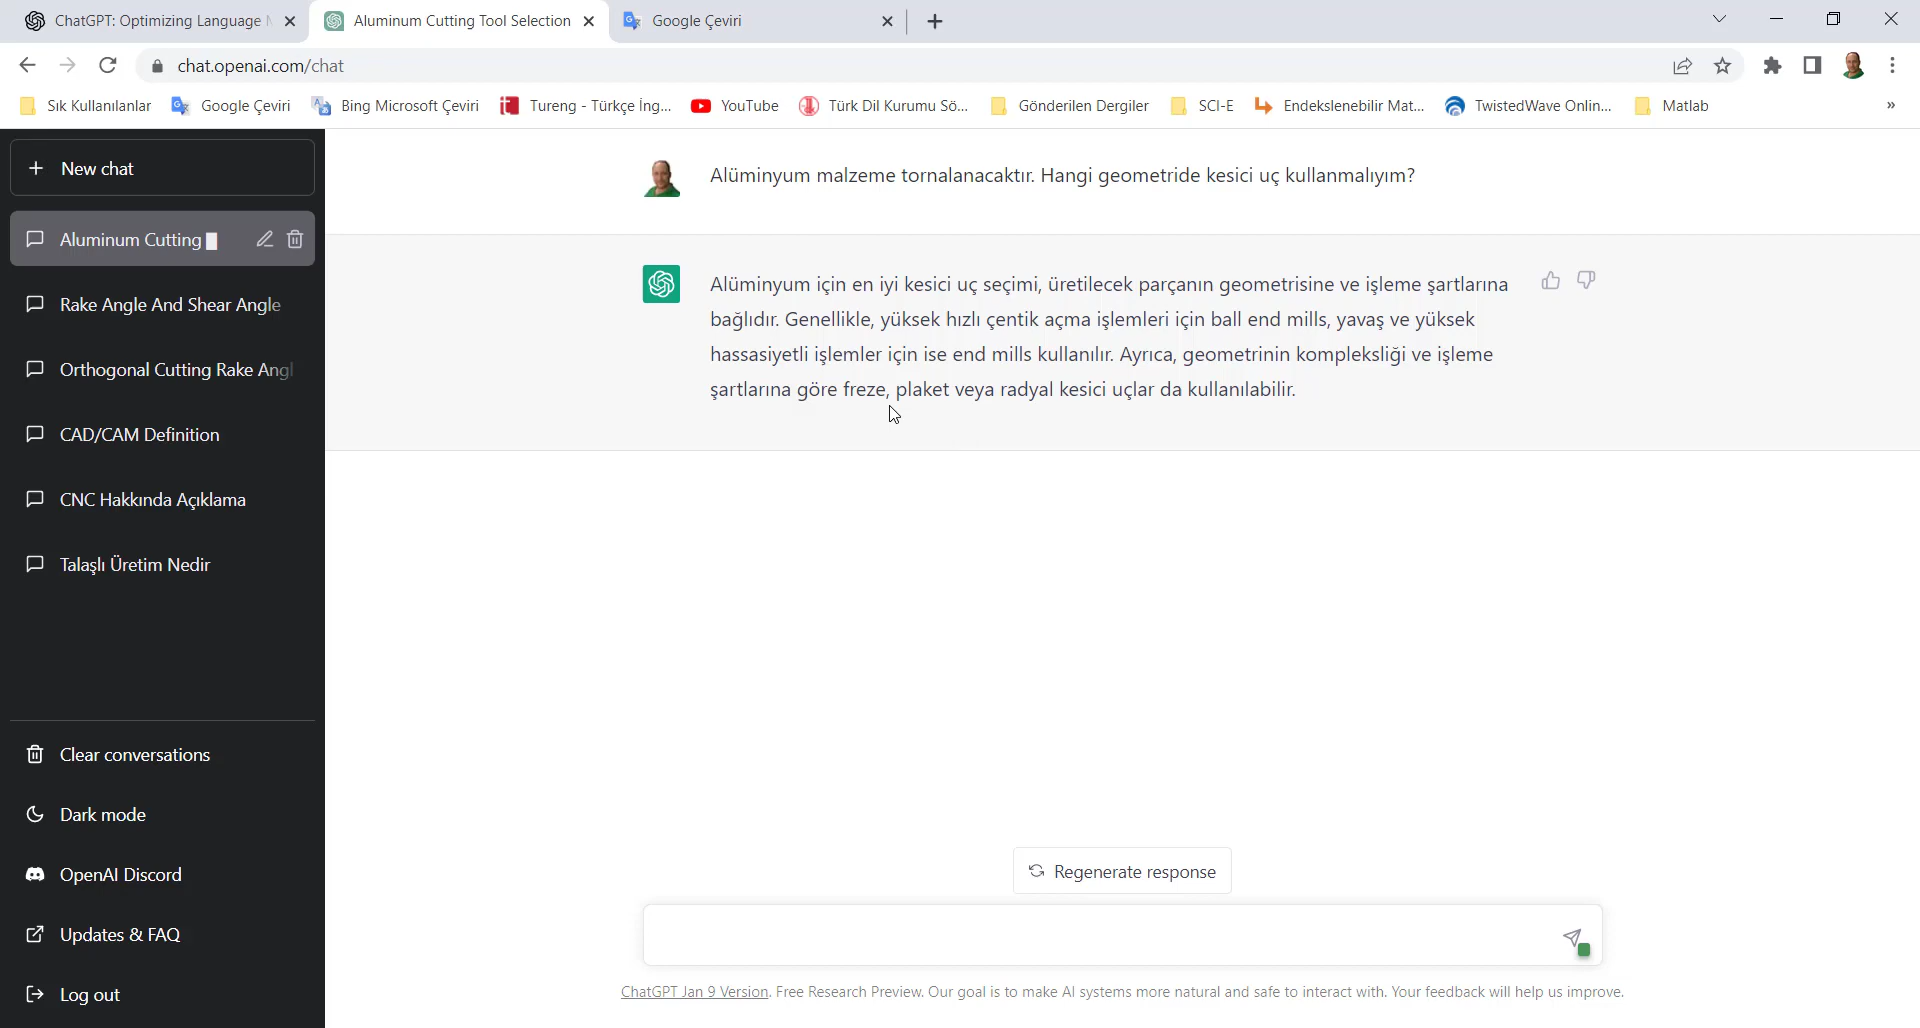 ChatGPT: Optimizing Language
Aluminum Cutting Tool Selection
Google Çeviri
chat.openai.com/chat
Sık Kullanılanlar
Google Çeviri
Bing Microsoft Çeviri
Tureng - Türkçe İng...
YouTube
Türk Dil Kurumu Sö...
Gönderilen Dergiler
SCI-E
Endekslenebilir Mat...
TwistedWave Onlin...
Matlab
»
New chat
Aluminum Cutting
Rake Angle And Shear Angle
Orthogonal Cutting Rake Angl
CAD/CAM Definition
CNC Hakkında Açıklama
Talaşlı Üretim Nedir
Clear conversations
Dark mode
OpenAI Discord
Updates & FAQ
Log out
Alüminyum malzeme tornalanacaktır. Hangi geometride kesici uç kullanmalıyım?
Alüminyum için en iyi kesici uç seçimi, üretilecek parçanın geometrisine ve işleme şartlarına
bağlıdır. Genellikle, yüksek hızlı çentik açma işlemleri için ball end mills, yavaş ve yüksek
hassasiyetli işlemler için ise end mills kullanılır. Ayrıca, geometrinin kompleksliği ve işleme
şartlarına göre freze, plaket veya radyal kesici uçlar da kullanılabilir.
Regenerate response
ChatGPT Jan 9 Version. Free Research Preview. Our goal is to make AI systems more natural and safe to interact with. Your feedback will help us improve.